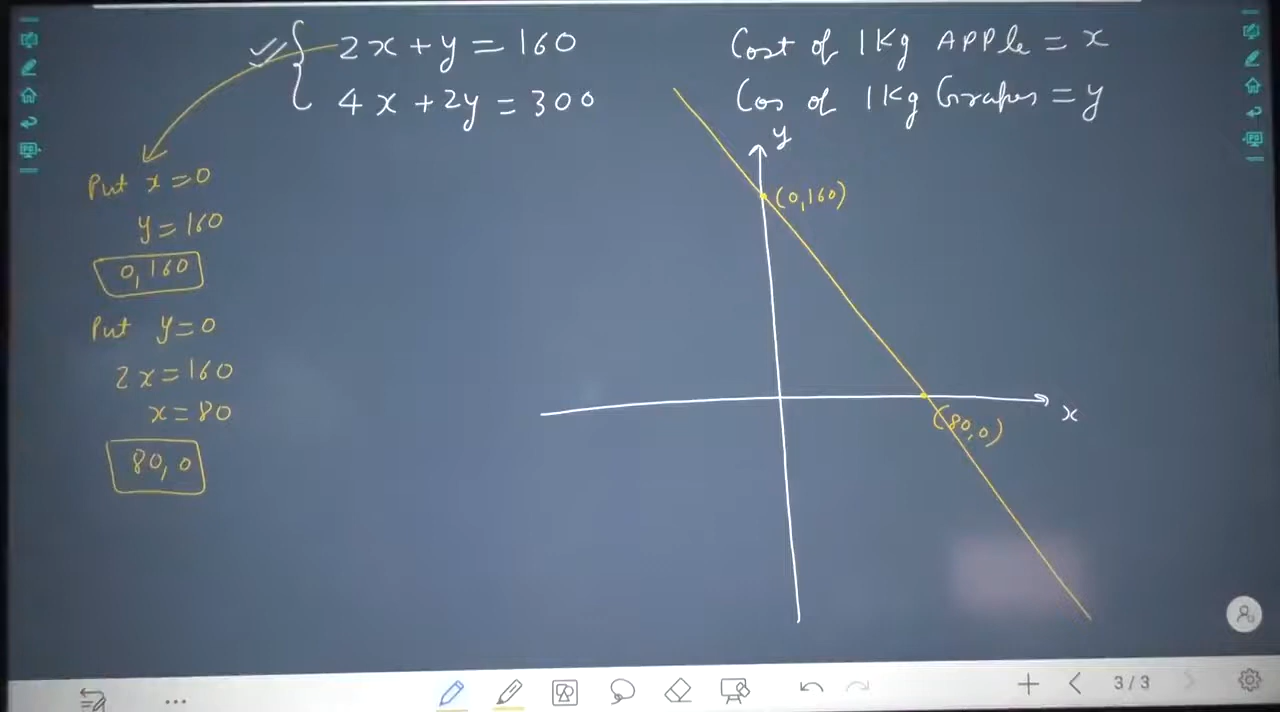 2x + y = 160
4x + 2y = 300
Cost of 1Kg APPle = x
Cos of 1Kg Grapes = y
Put x = 0
y = 160
0, 160
Put y = 0
2x = 160
x = 80
80, 0
y
(0, 160)
(80, 0)
x
3 / 3